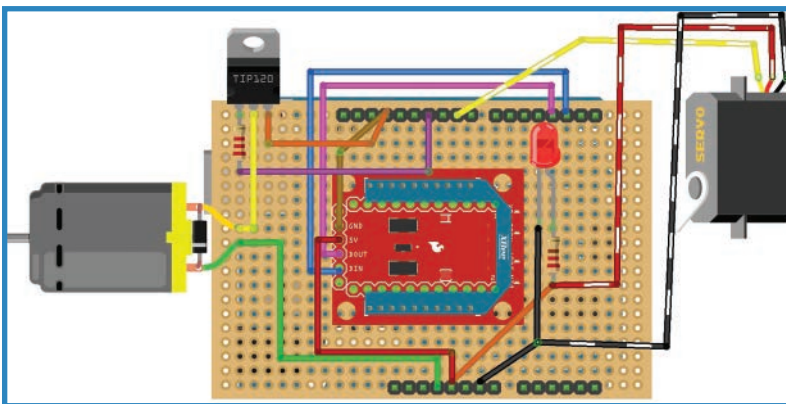 TIP120
SERVO
GND
5V
DOUT
DIN
XBee